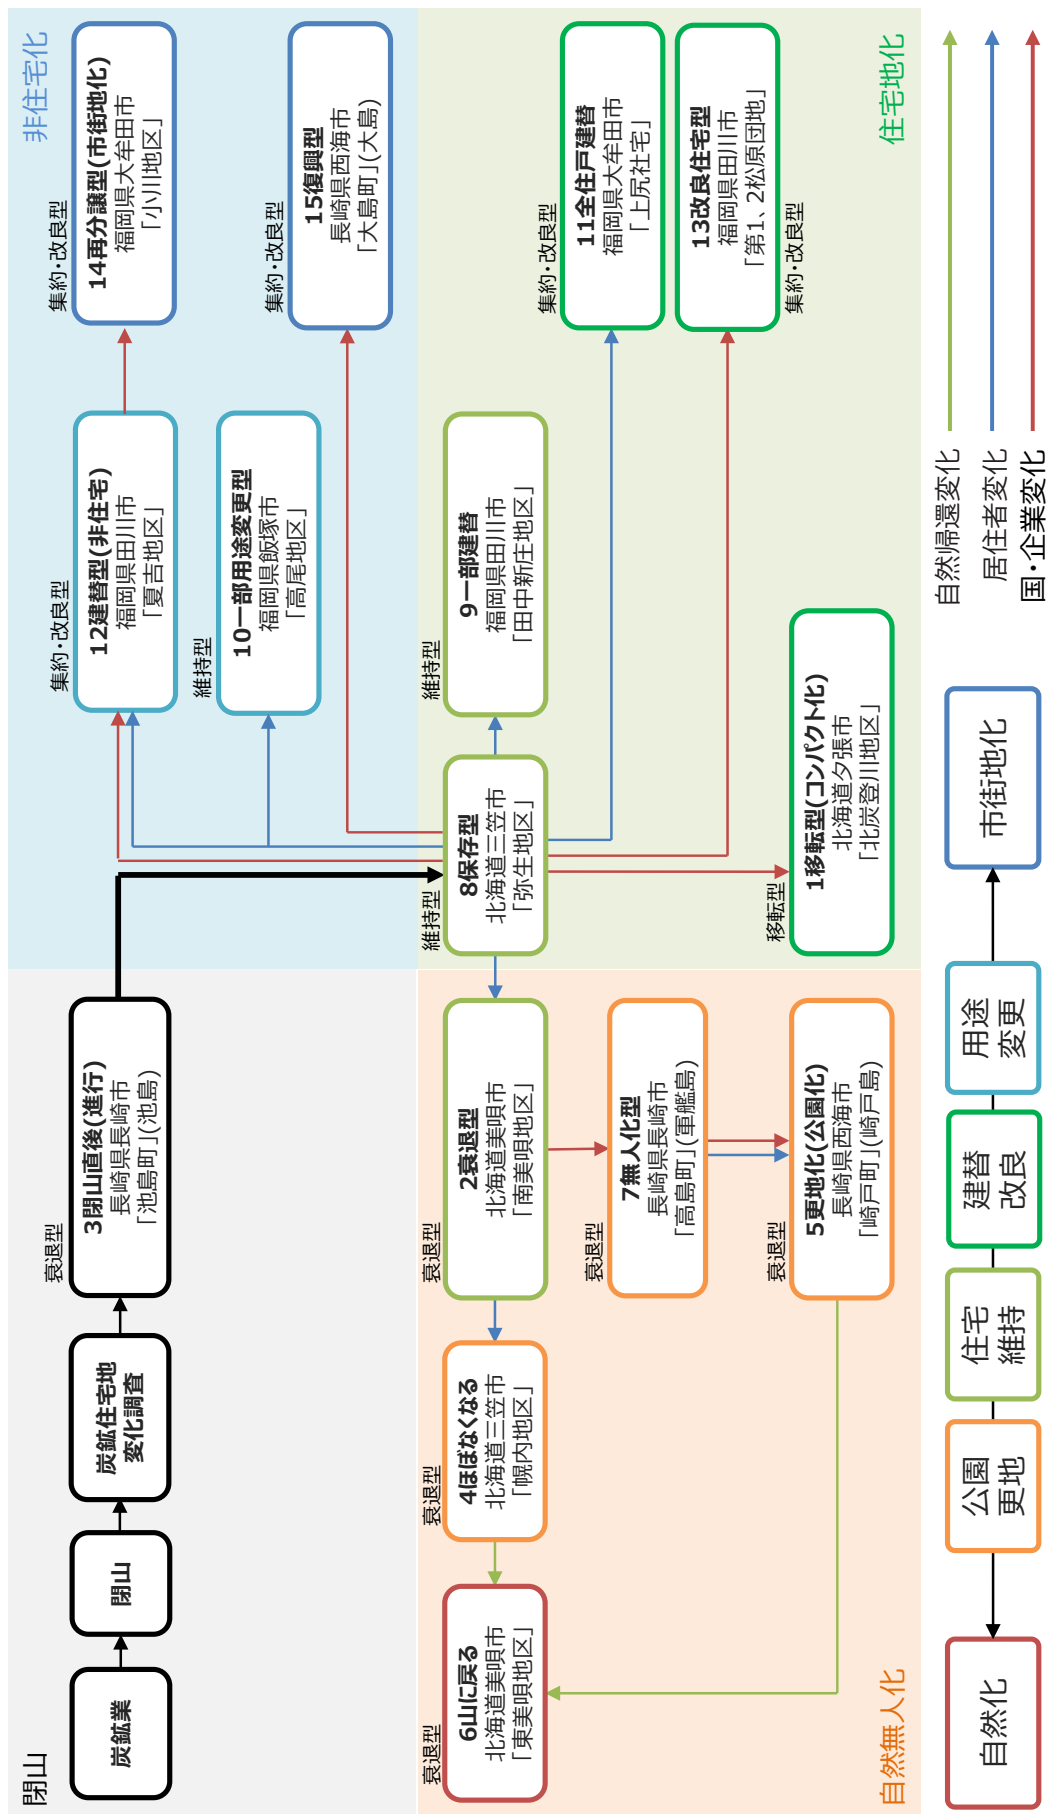 閉山
炭鉱業
閉山
炭鉱住宅地
変化調査
衰退型
3閉山直後(進行)
長崎県長崎市
「池島町」(池島)
非住宅化
集約・改良型
12建替型(非住宅)
福岡県田川市
「夏吉地区」
集約・改良型
14再分譲型(市街地化)
福岡県大牟田市
「小川地区」
維持型
10一部用途変更型
福岡県飯塚市
「高尾地区」
集約・改良型
15復興型
長崎県西海市
「大島町」(大島)
衰退型
6山に戻る
北海道美唄市
「東美唄地区」
衰退型
4ほぼなくなる
北海道三笠市
「幌内地区」
衰退型
2衰退型
北海道美唄市
「南美唄地区」
維持型
8保存型
北海道三笠市
「弥生地区」
維持型
9一部建替
福岡県田川市
「田中新庄地区」
集約・改良型
11全住戸建替
福岡県大牟田市
「上尻社宅」
13改良住宅型
福岡県田川市
「第1、2松原団地」
集約・改良型
衰退型
7無人化型
長崎県長崎市
「高島町」(軍艦島)
衰退型
5更地化(公園化)
長崎県西海市
「崎戸町」(崎戸島)
移転型
1移転型(コンパクト化)
北海道夕張市
「北炭登川地区」
自然無人化
住宅地化
自然化
公園
更地
住宅
維持
建替
改良
用途
変更
市街地化
自然帰還変化
居住者変化
国・企業変化